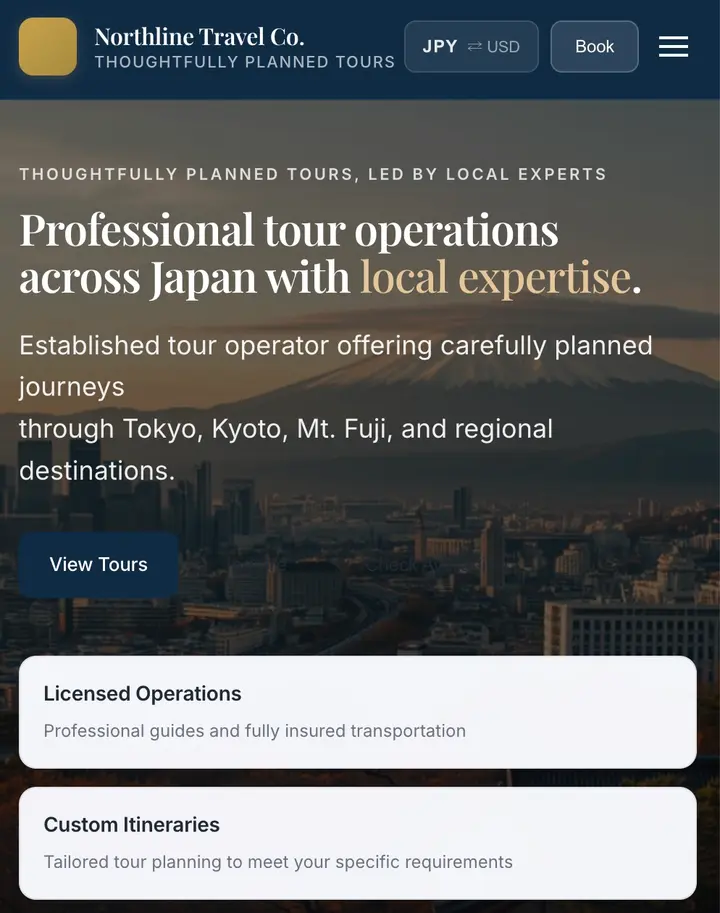 Northline Travel Co.
THOUGHTFULLY PLANNED TOURS
JPY ⇄ USD
Book
THOUGHTFULLY PLANNED TOURS, LED BY LOCAL EXPERTS
Professional tour operations
across Japan with local expertise.
Established tour operator offering carefully planned
journeys
through Tokyo, Kyoto, Mt. Fuji, and regional
destinations.
View Tours
Licensed Operations
Professional guides and fully insured transportation
Custom Itineraries
Tailored tour planning to meet your specific requirements